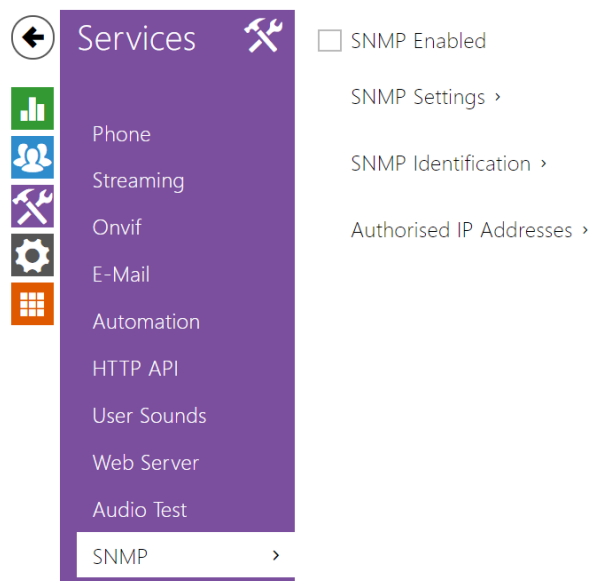 Services
Phone
Streaming
Onvif
E-Mail
Automation
HTTP API
User Sounds
Web Server
Audio Test
SNMP ›
SNMP Enabled
SNMP Settings ›
SNMP Identification ›
Authorised IP Addresses ›